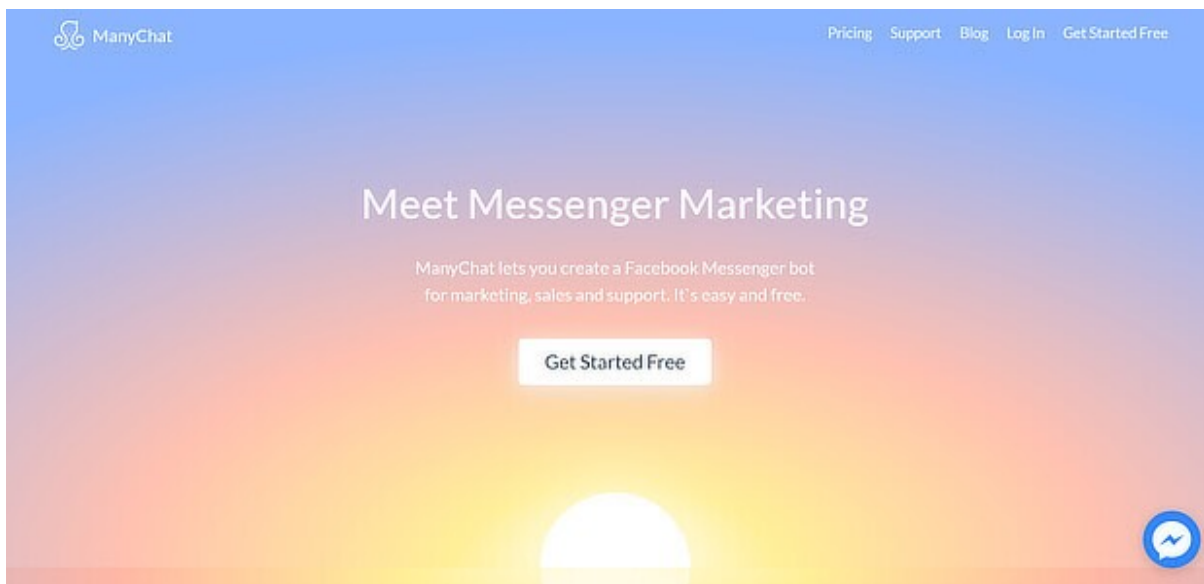 ManyChat
Pricing Support Blog Log In Get Started Free
Meet Messenger Marketing
ManyChat lets you create a Facebook Messenger bot
for marketing, sales and support. It`s easy and free.
Get Started Free